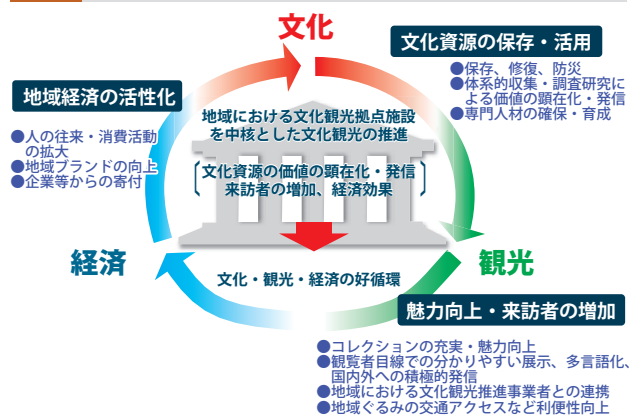 文化
文化資源の保存・活用
●保存、修復、防災
●体系的収集・調査研究に
よる価値の顕在化・発信
●専門人材の確保・育成
地域経済の活性化
●人の往来・消費活動
の拡大
●地域ブランドの向上
●企業等からの寄付
地域における文化観光拠点施設
を中核とした文化観光の推進
文化資源の価値の顕在化・発信
来訪者の増加、経済効果
経済
観光
文化・観光・経済の好循環
魅力向上・来訪者の増加
●コレクションの充実・魅力向上
●観覧者目線での分かりやすい展示、多言語化、
国内外への積極的発信
●地域における文化観光推進事業者との連携
●地域ぐるみの交通アクセスなど利便性向上